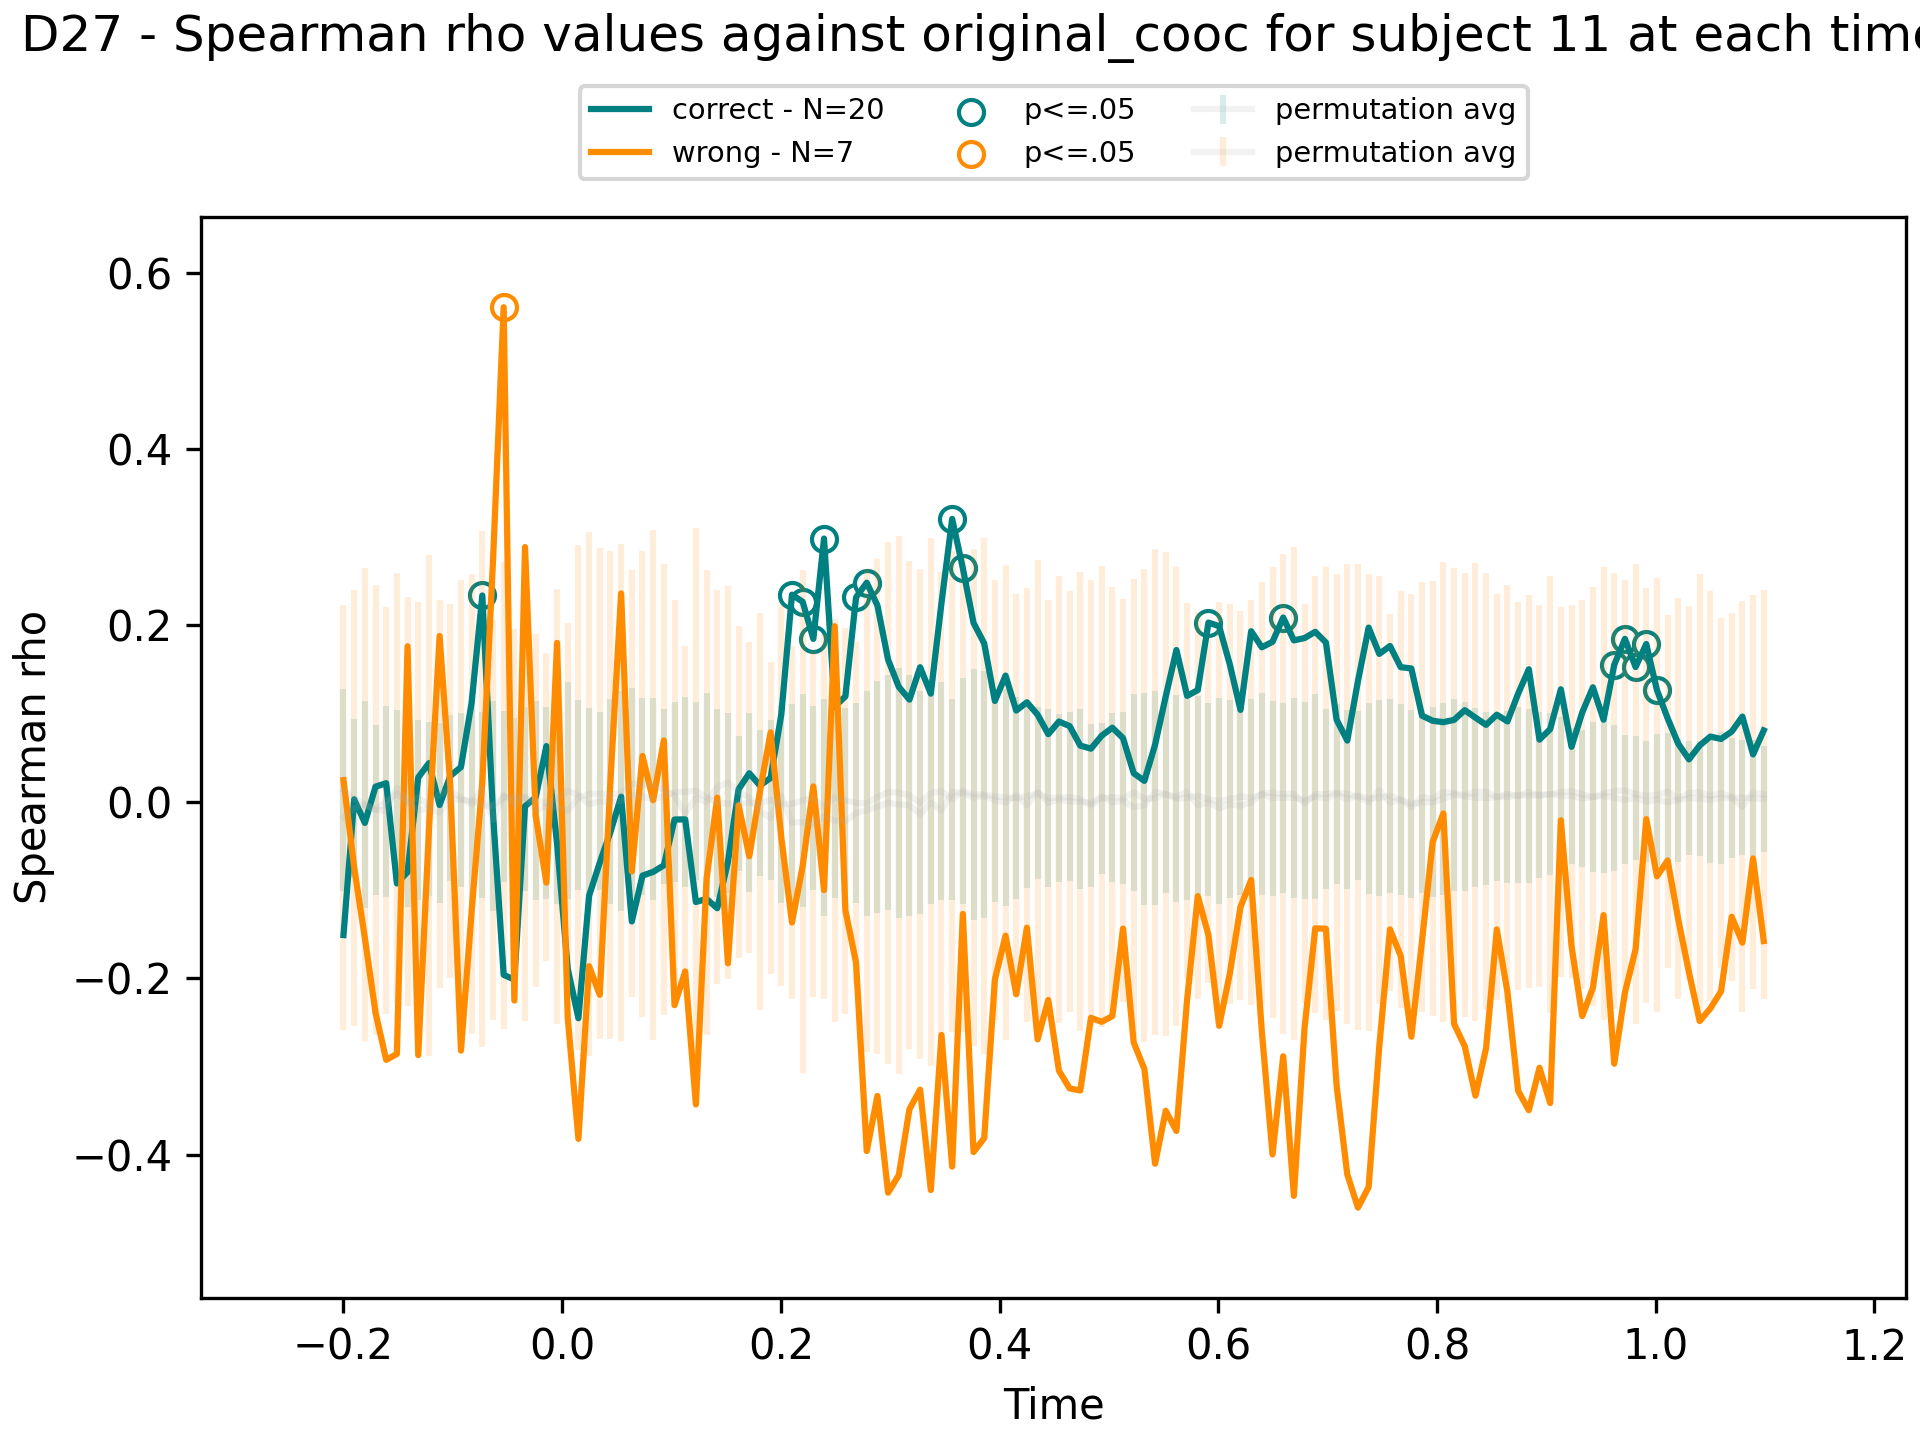 D27 - Spearman rho values against original_cooc for subject 11 at each time
correct - N=20 p<=.05 permutation avg
wrong - N=7 p<=.05 permutation avg
0.6
0.4
0.2
0.0
−0.2
−0.4
Spearman rho
−0.2 0.0 0.2 0.4 0.6 0.8 1.0 1.2
Time